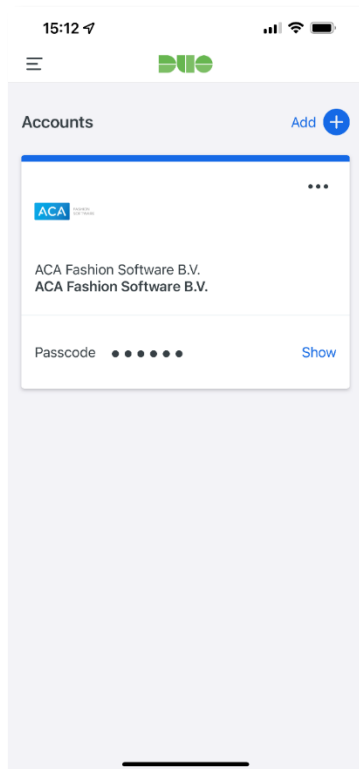 15:12
DUO
Accounts
Add
ACA
ACA Fashion Software B.V.
ACA Fashion Software B.V.
Passcode
Show